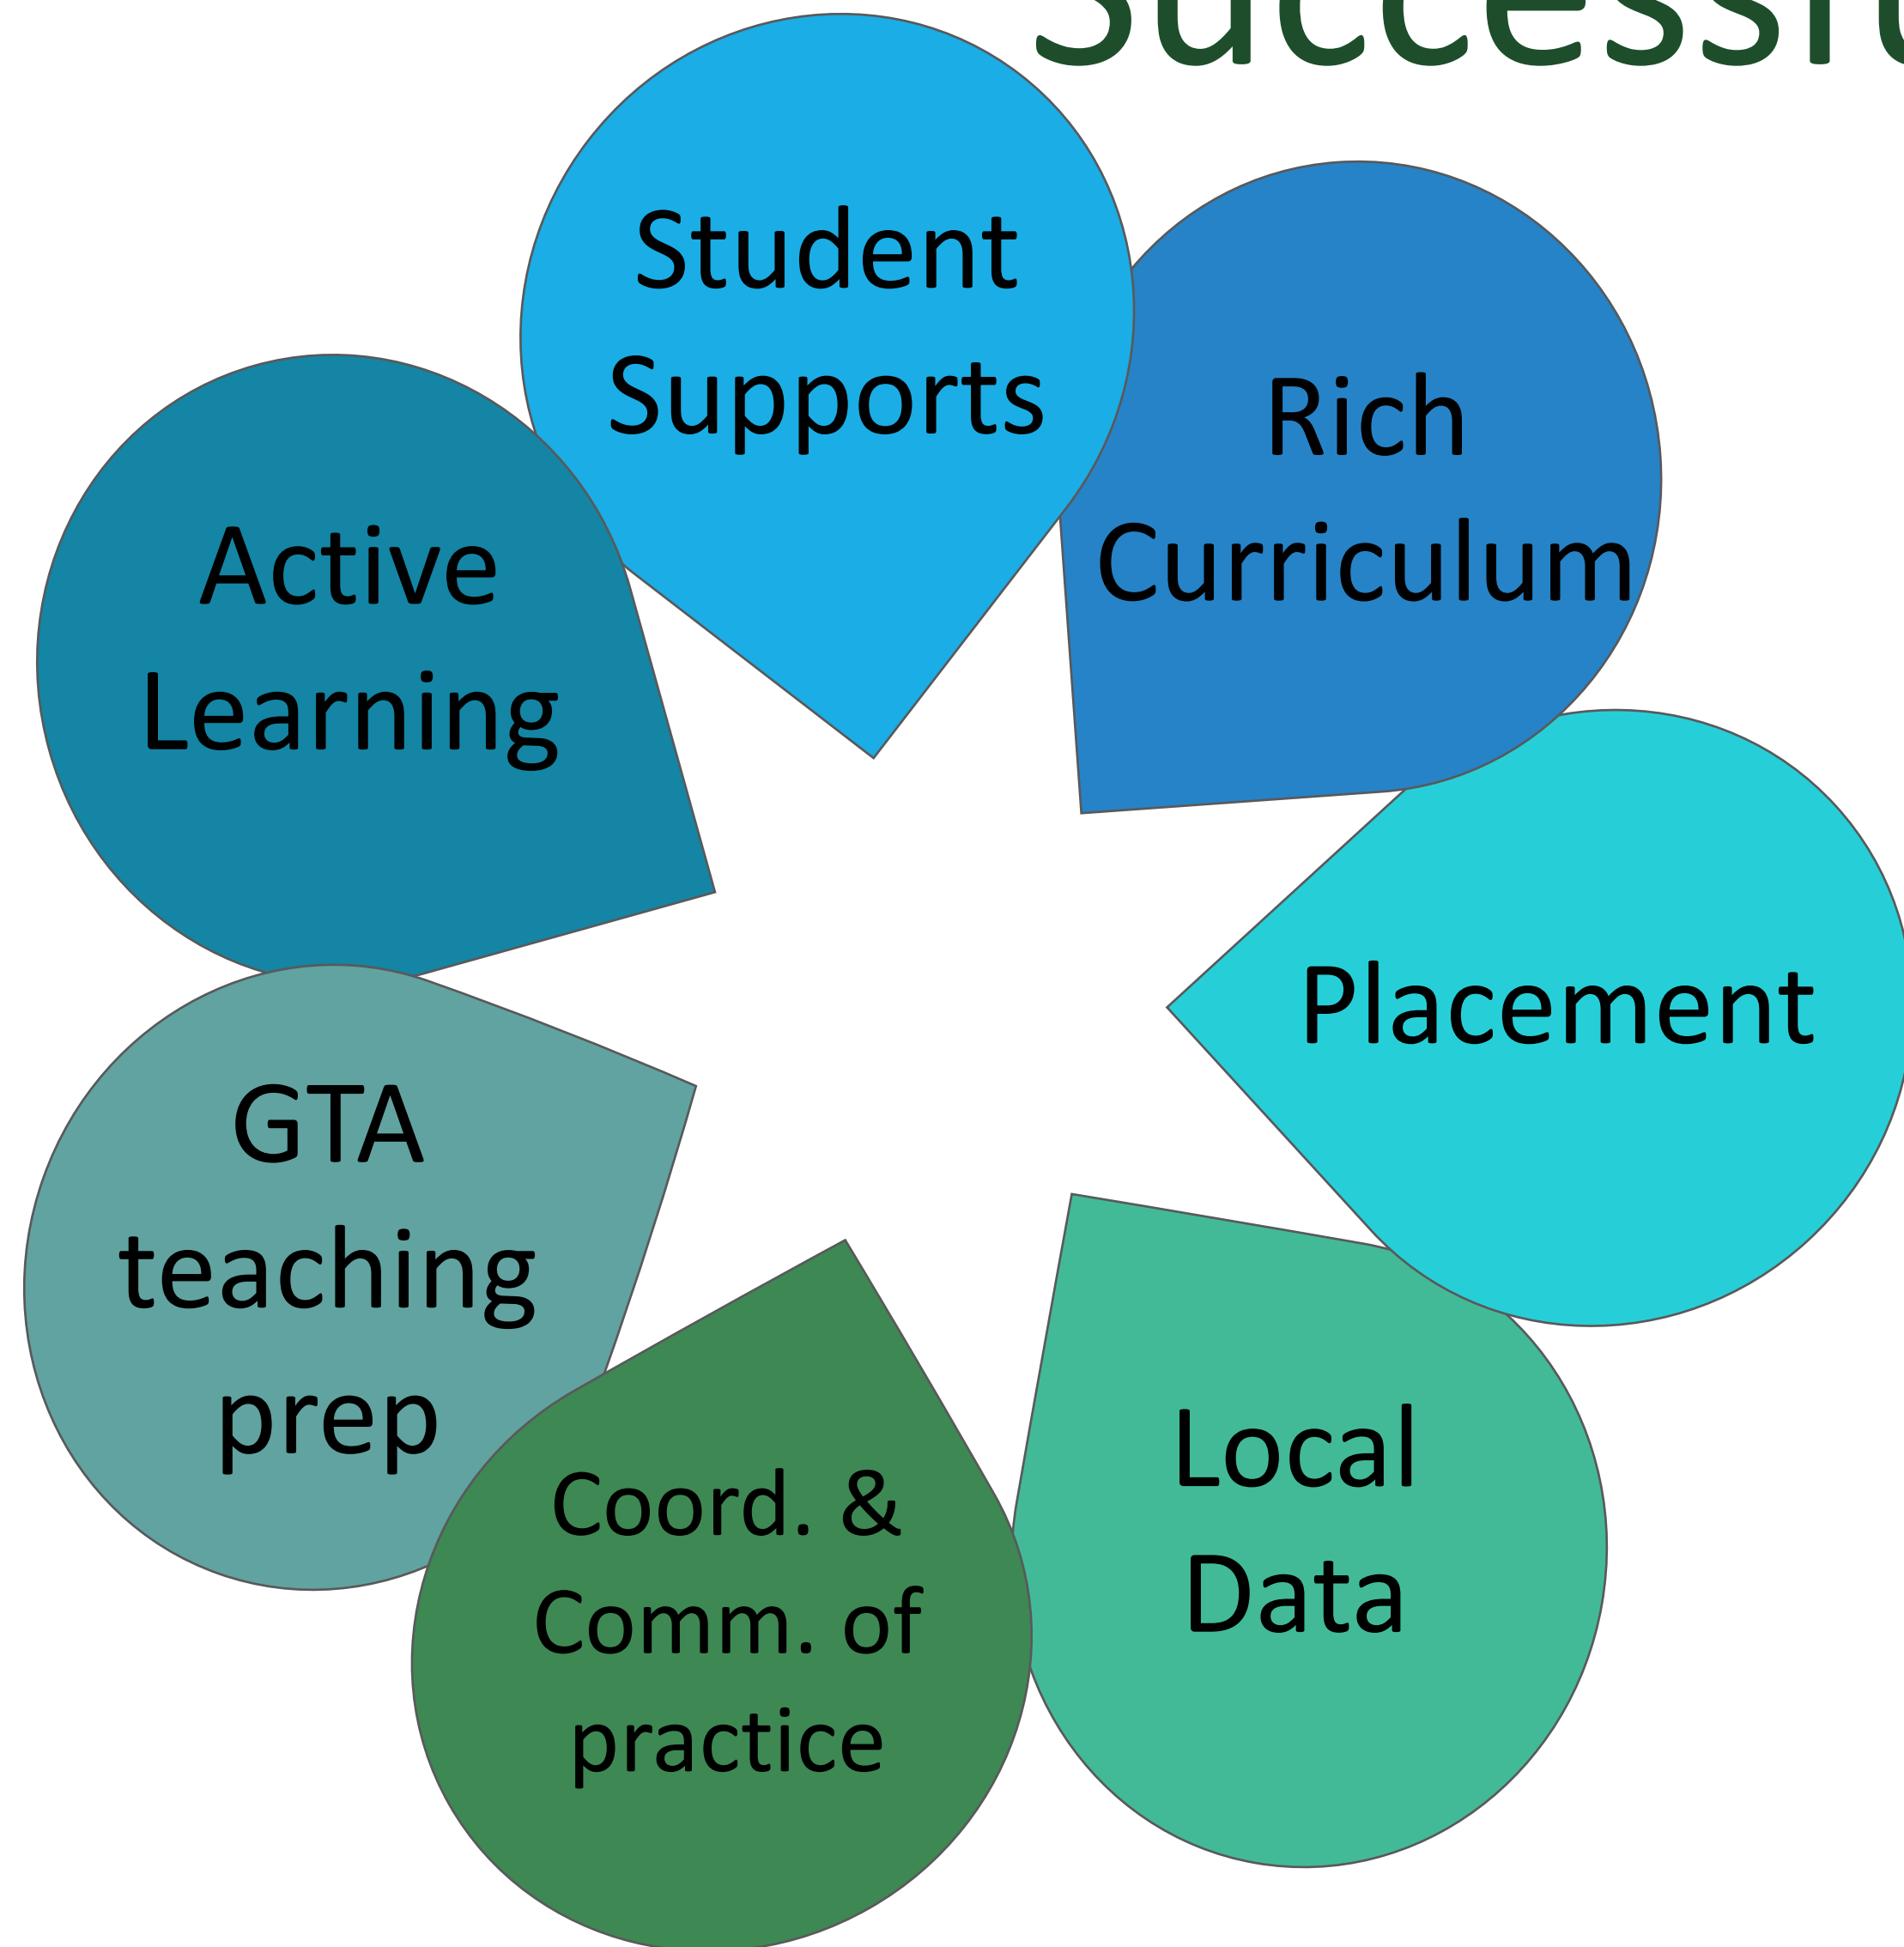 Student
Supports
Rich
Curriculum
Placement
Local
Data
Coord. &
Comm. of
practice
GTA
teaching
prep
Active
Learning